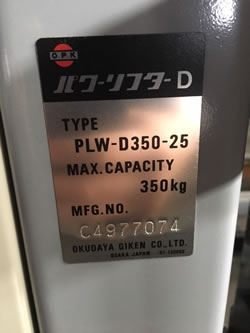 O.P.K
パワーリフターD
TYPE
PLW-D350-25
MAX.CAPACITY
350kg
MFG.NO.
C4977074
OKUDAYA GIKEN CO.,LTD.
OSAKA JAPAN